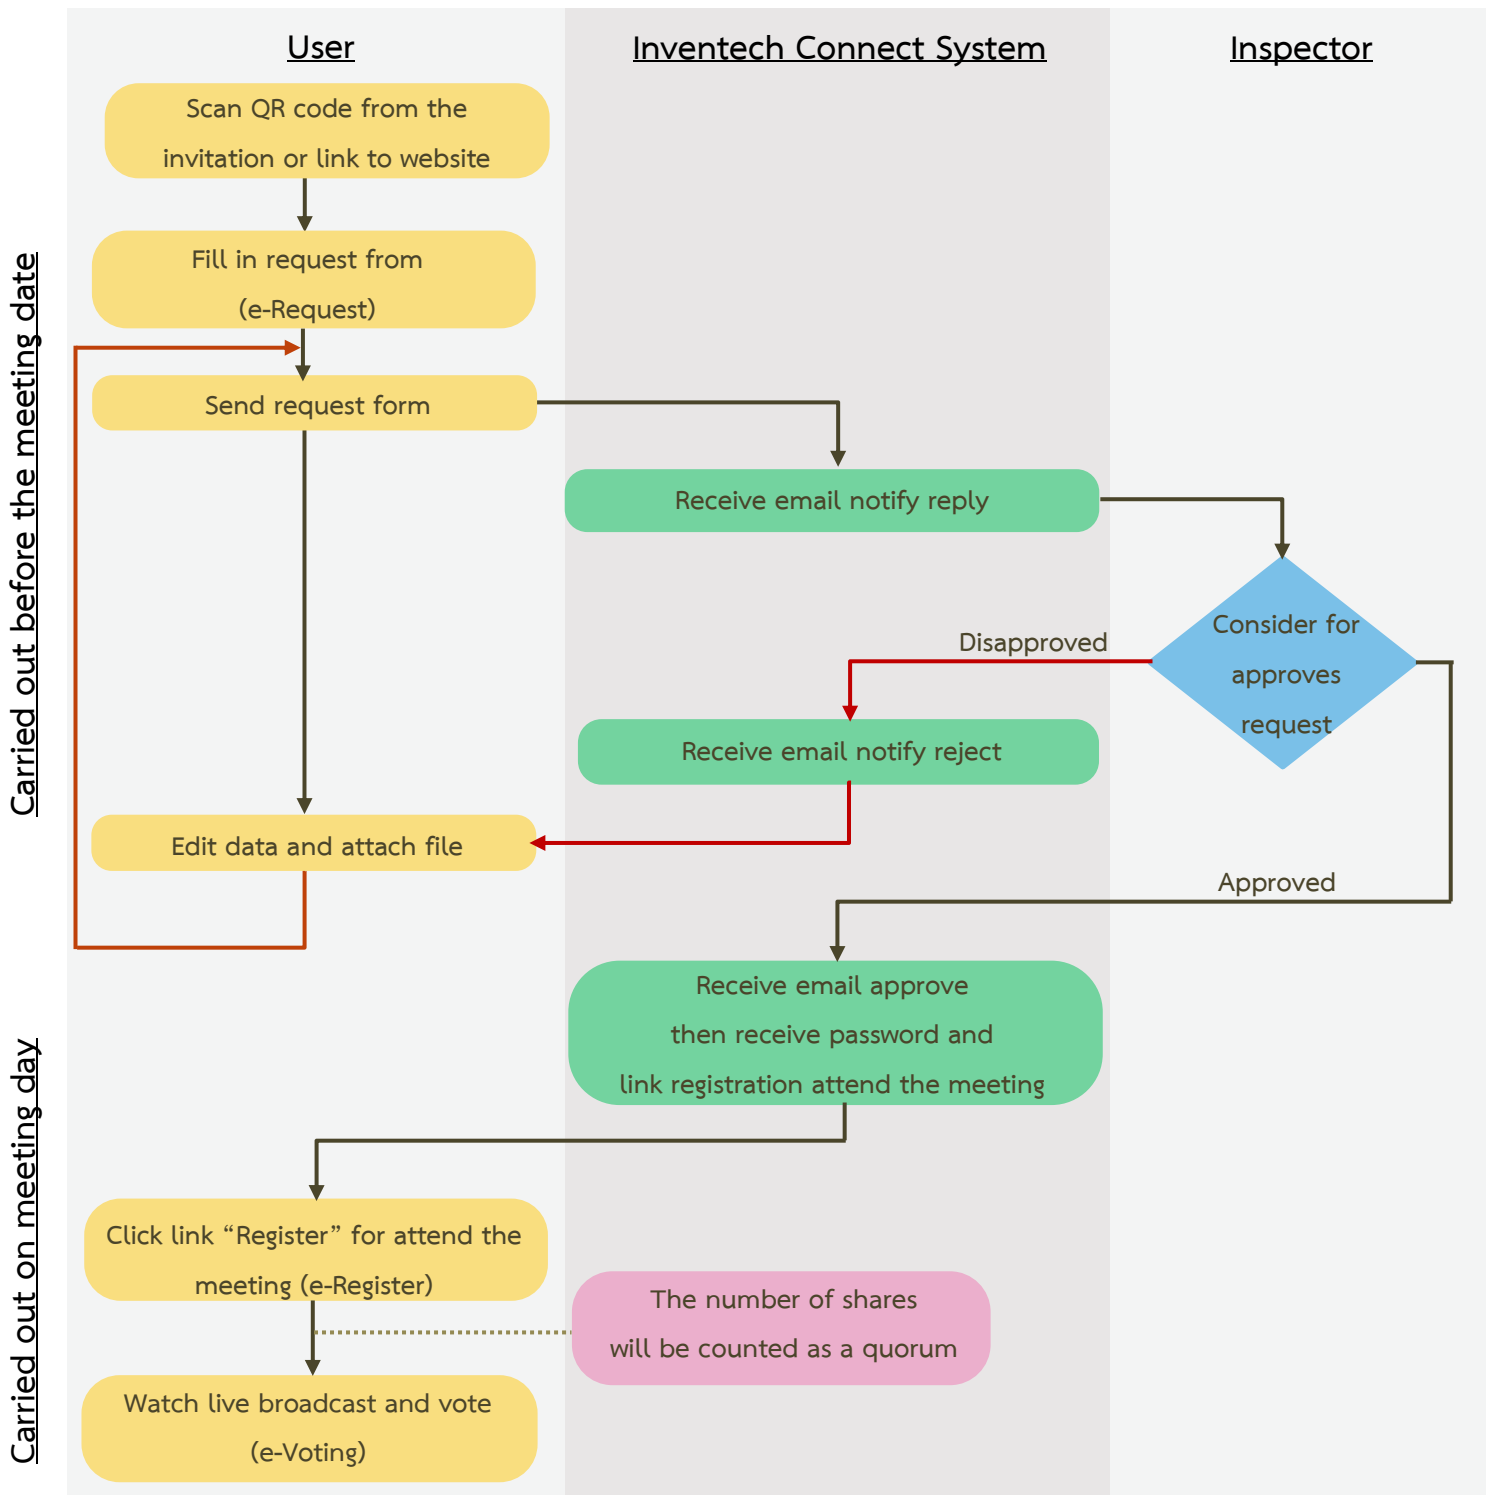 User
Inventech Connect System
Inspector
Scan QR code from the
invitation or link to website
Fill in request from
(e-Request)
Send request form
Receive email notify reply
Consider for
approves
request
Disapproved
Receive email notify reject
Edit data and attach file
Approved
Receive email approve
then receive password and
link registration attend the meeting
Click link “Register” for attend the
meeting (e-Register)
The number of shares
will be counted as a quorum
Watch live broadcast and vote
(e-Voting)
Carried out before the meeting date
Carried out on meeting day